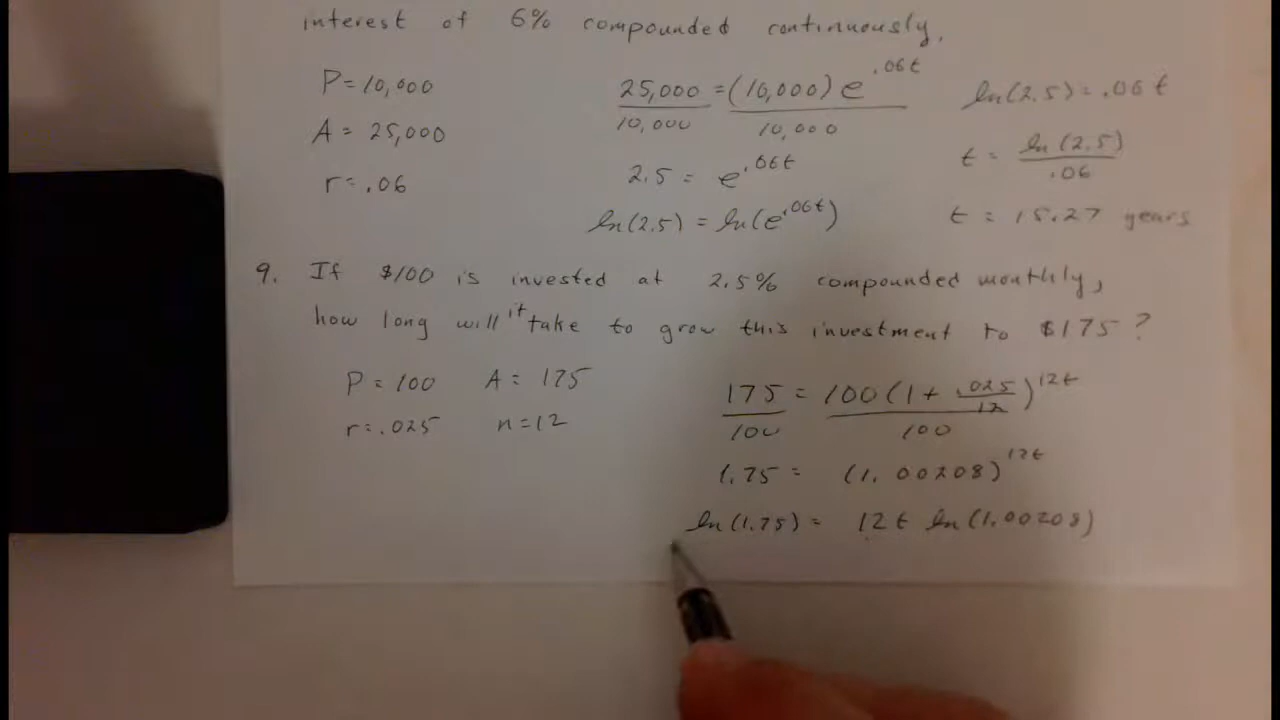 interest of 6% compounded continuously.
P = 10,000
A = 25,000
r = .06
25,000 = (10,000) e^.06t
10,000 10,000
2.5 = e^.06t
ln(2.5) = ln(e^.06t)
ln(2.5) = .06t
t = ln(2.5)
.06
t = 15.27 years
9. If $100 is invested at 2.5% compounded monthly,
how long will it take to grow this investment to $175?
P = 100 A = 175
r = .025 n = 12
175 = 100(1 + .025/12)^12t
100 100
1.75 = (1.00208)^12t
ln(1.75) = 12t ln(1.00208)